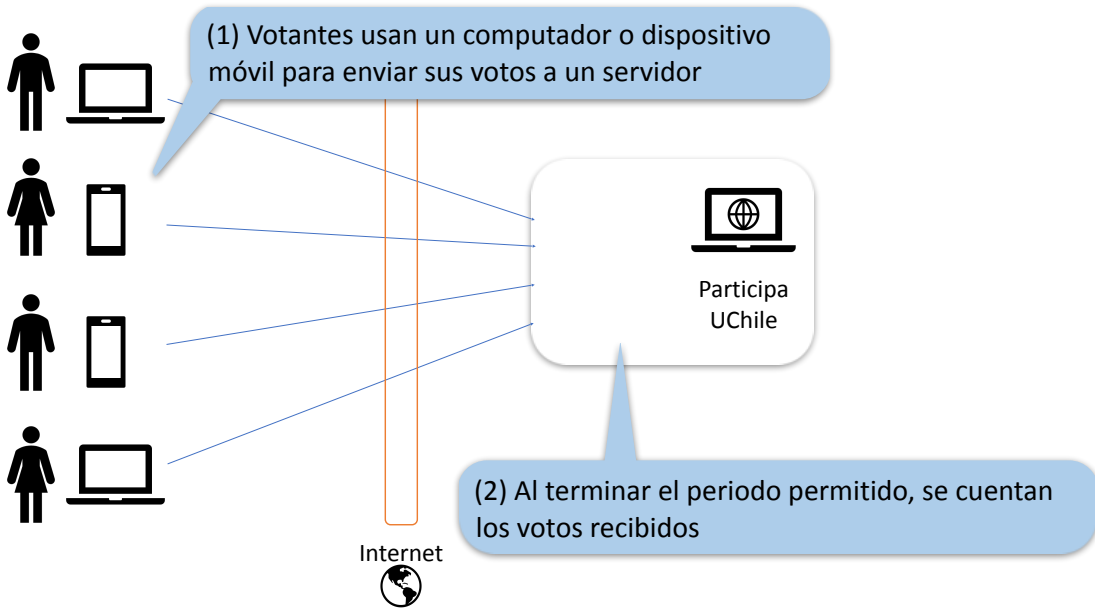 (1) Votantes usan un computador o dispositivo
móvil para enviar sus votos a un servidor
Participa
UChile
(2) Al terminar el periodo permitido, se cuentan
los votos recibidos
Internet